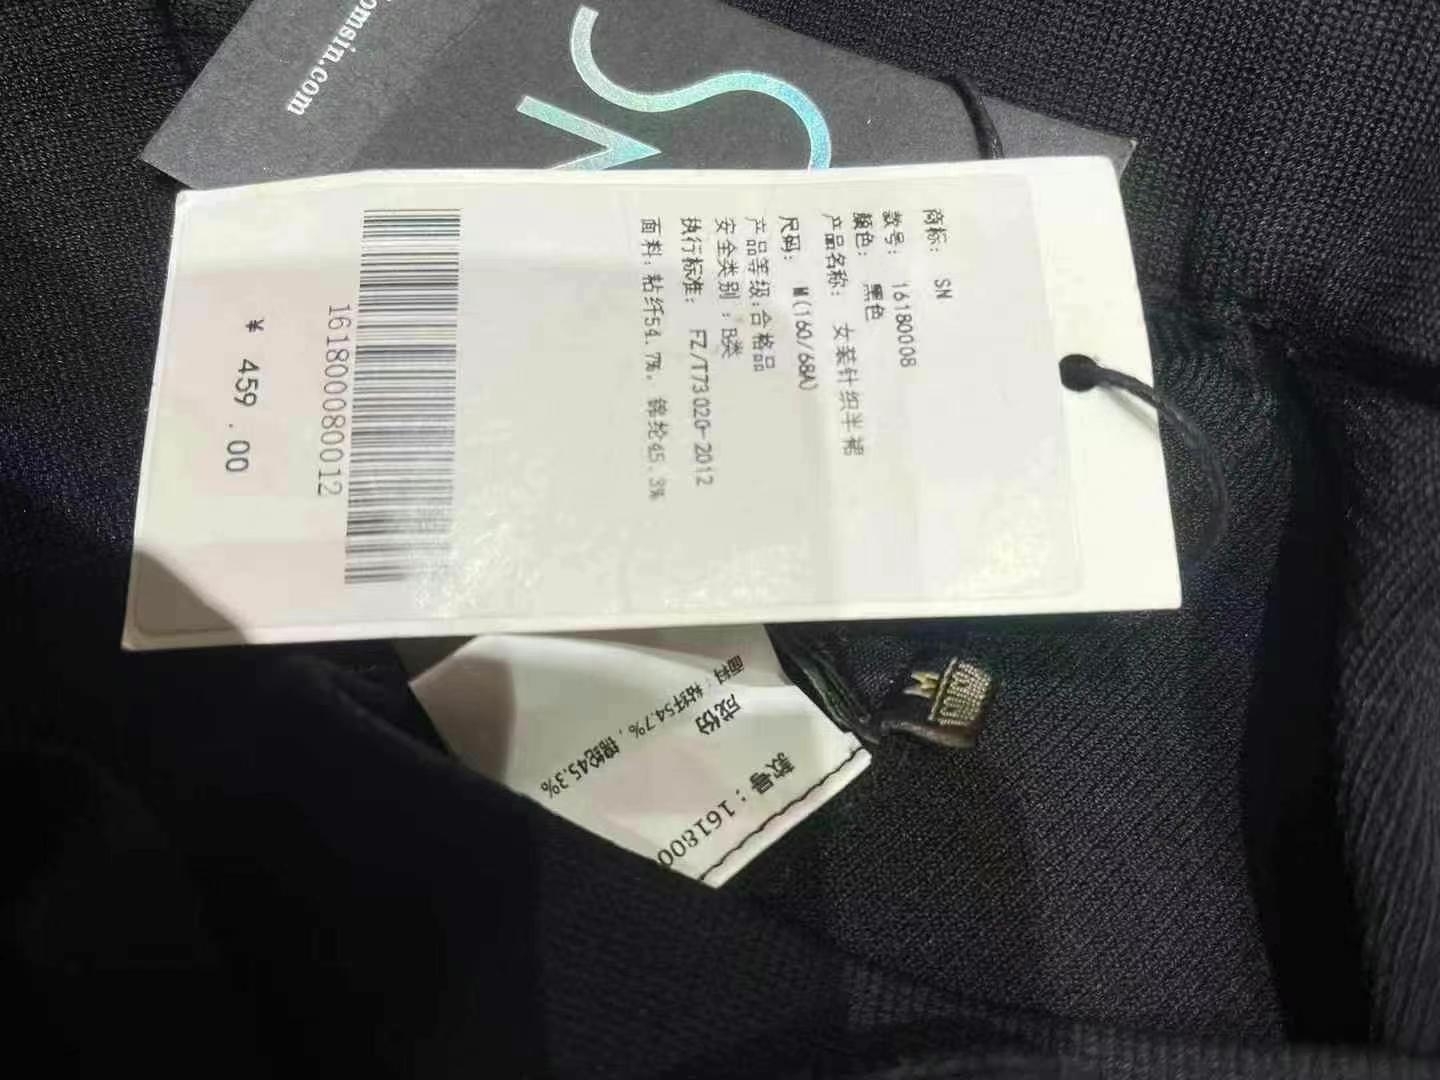 omsin.com
SN
商标: SN
款号: 16180008
颜色: 黑色
产品名称: 女装针织半裙
尺码: M(160/68A)
产品等级:合格品
安全类别:B类
执行标准: FZ/T73020-2012
面料:粘纤54.7%, 锦纶45.3%
161800080012
¥ 459.00
款号:161800
成份
面料:粘纤54.7%, 锦纶45.3%